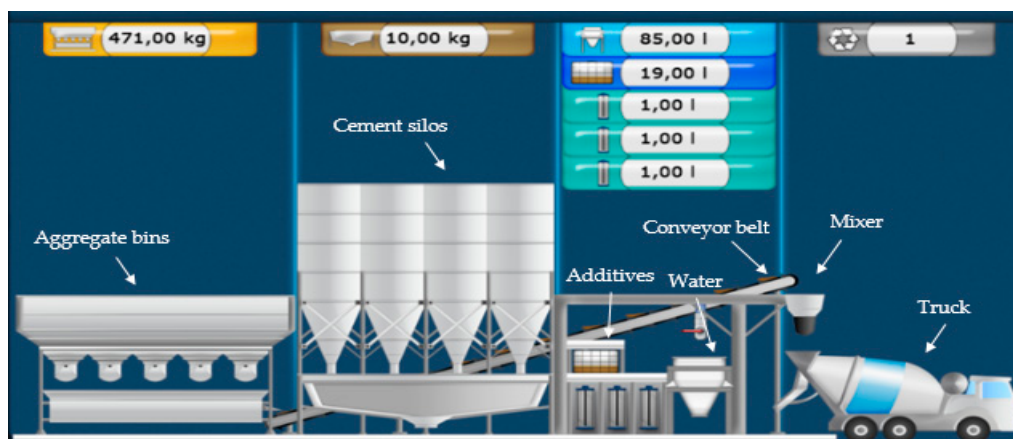 471,00 kg
10,00 kg
85,00 l
1
19,00 l
1,00 l
1,00 l
1,00 l
Cement silos
Aggregate bins
Conveyor belt
Mixer
Additives
Water
Truck